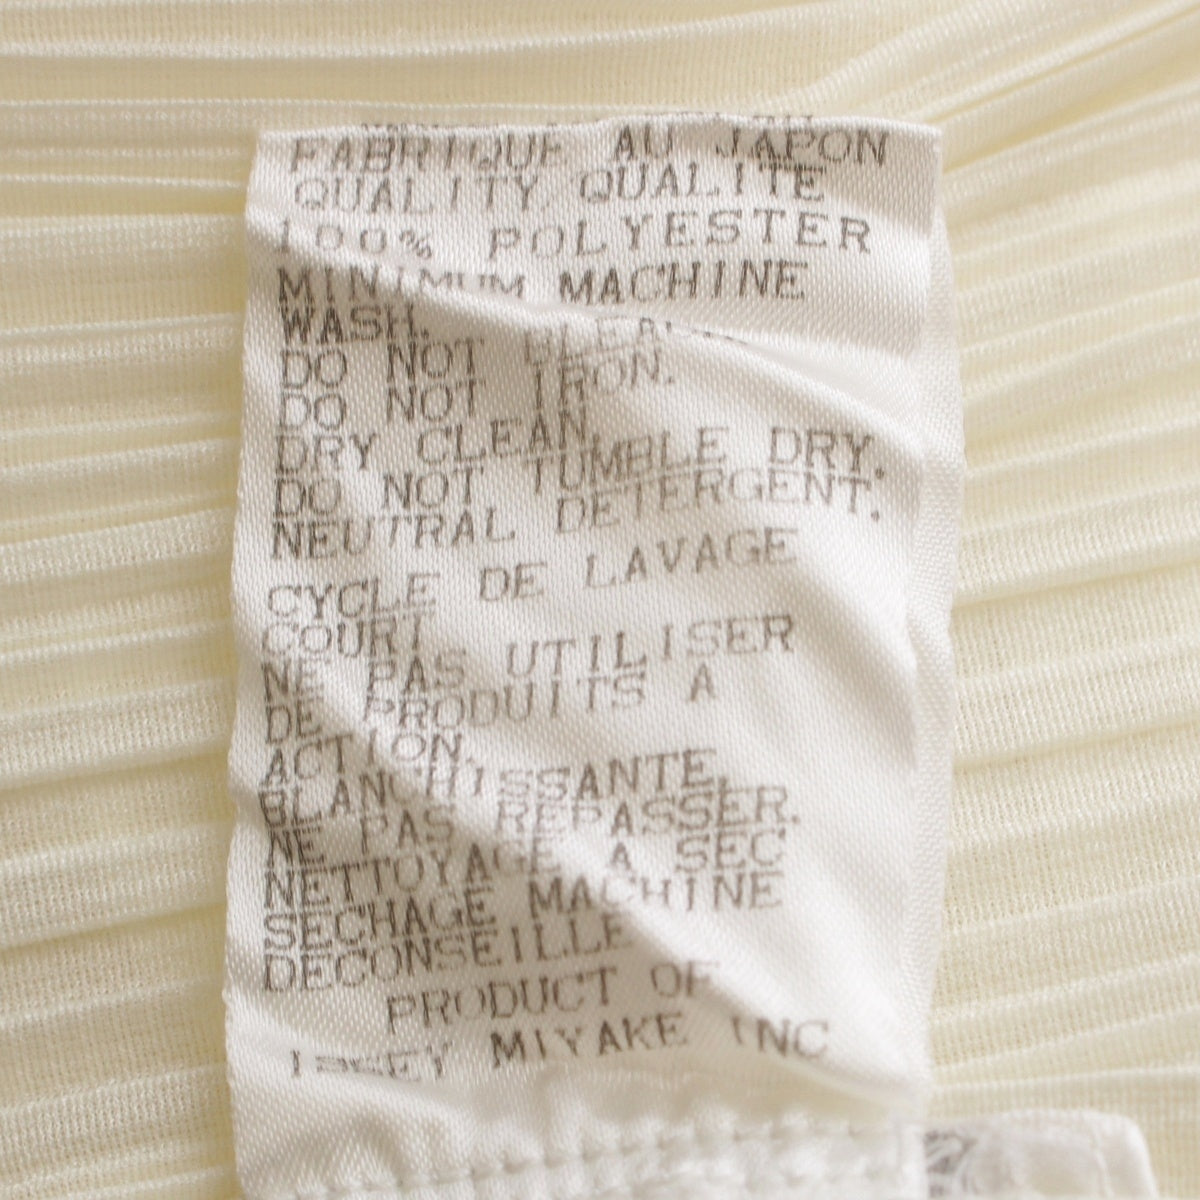 FABRIQUE AU JAPON
QUALITY QUALITE
100% POLYESTER
MINIMUM MACHINE
WASH.
DO NOT BLEACH.
DO NOT IRON.
DRY CLEAN.
DO NOT TUMBLE DRY.
NEUTRAL DETERGENT.
CYCLE DE LAVAGE
COURT
NE PAS UTILISER
DE PRODUITS A
ACTION.
BLANCHISSANTE.
NE PAS REPASSER.
NETTOYAGE A SEC
SECHAGE MACHINE
DECONSEILLE
PRODUCT OF
ISSEY MIYAKE INC